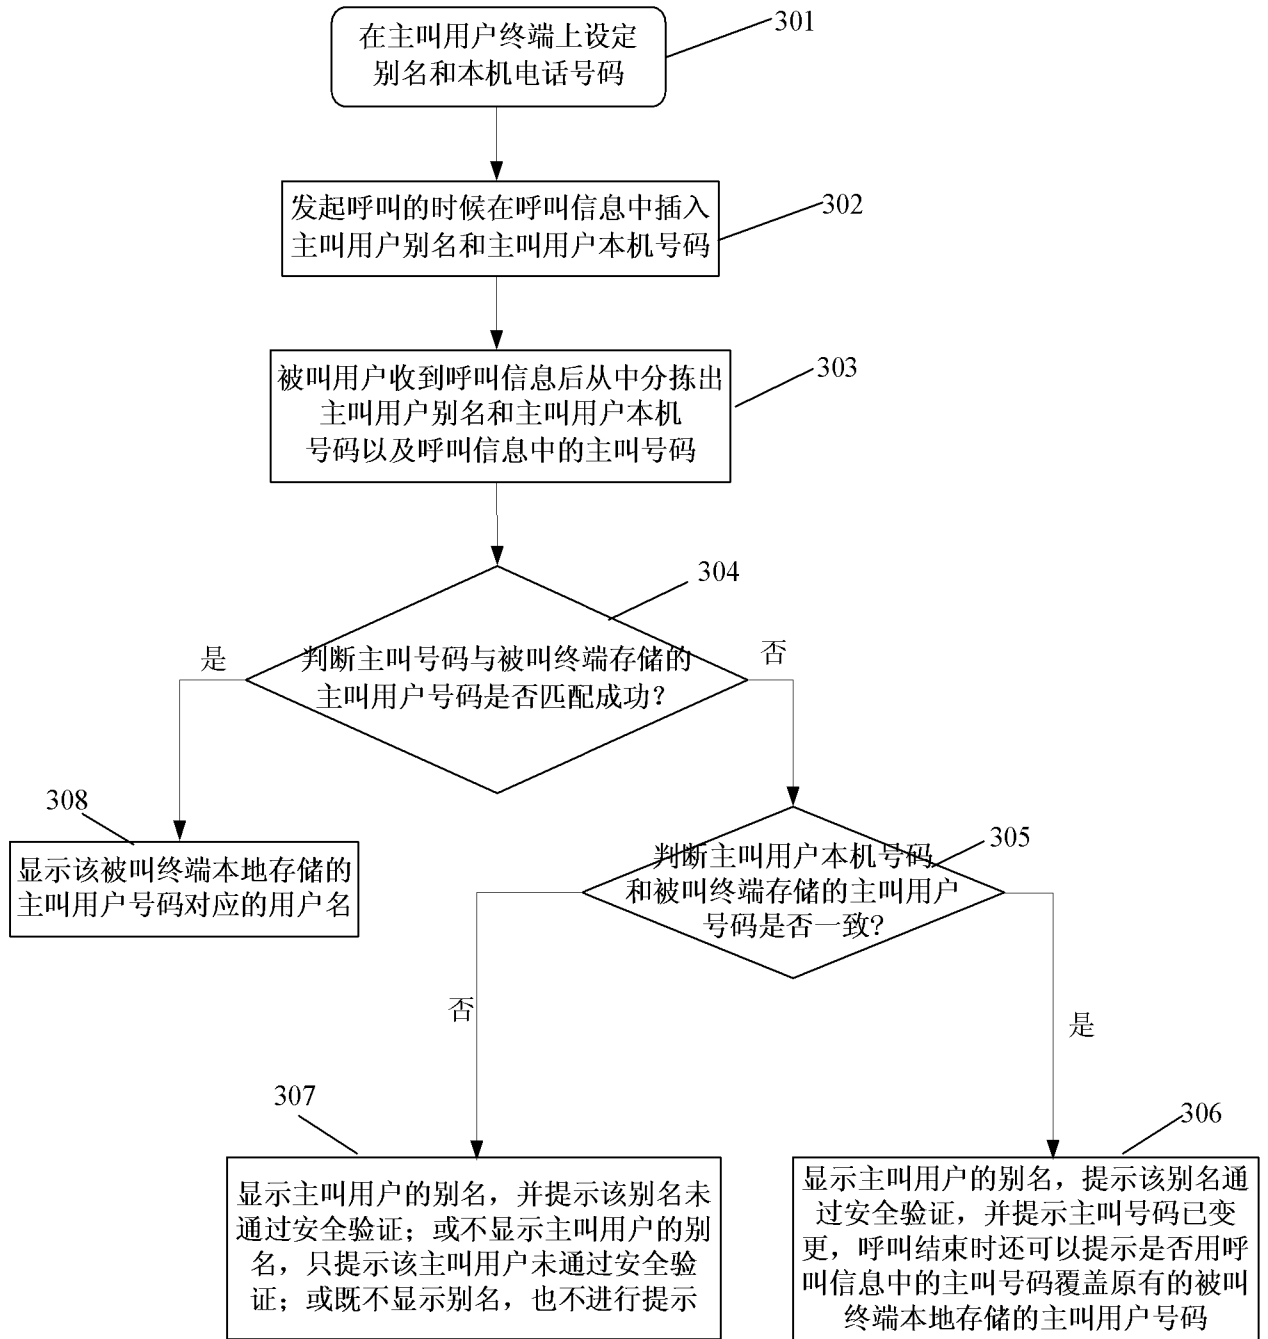 在主叫用户终端上设定
别名和本机电话号码
301
发起呼叫的时候在呼叫信息中插入
主叫用户别名和主叫用户本机号码
302
被叫用户收到呼叫信息后从中分拣出
主叫用户别名和主叫用户本机
号码以及呼叫信息中的主叫号码
303
304
判断主叫号码与被叫终端存储的
主叫用户号码是否匹配成功？
是
否
308
显示该被叫终端本地存储的
主叫用户号码对应的用户名
305
判断主叫用户本机号码
和被叫终端存储的主叫用户
号码是否一致？
否
是
307
显示主叫用户的别名，并提示该别名未
通过安全验证；或不显示主叫用户的别
名，只提示该主叫用户未通过安全验
证；或既不显示别名，也不进行提示
306
显示主叫用户的别名，提示该别名通
过安全验证，并提示主叫号码已变
更，呼叫结束时还可以提示是否用呼
叫信息中的主叫号码覆盖原有的被叫
终端本地存储的主叫用户号码